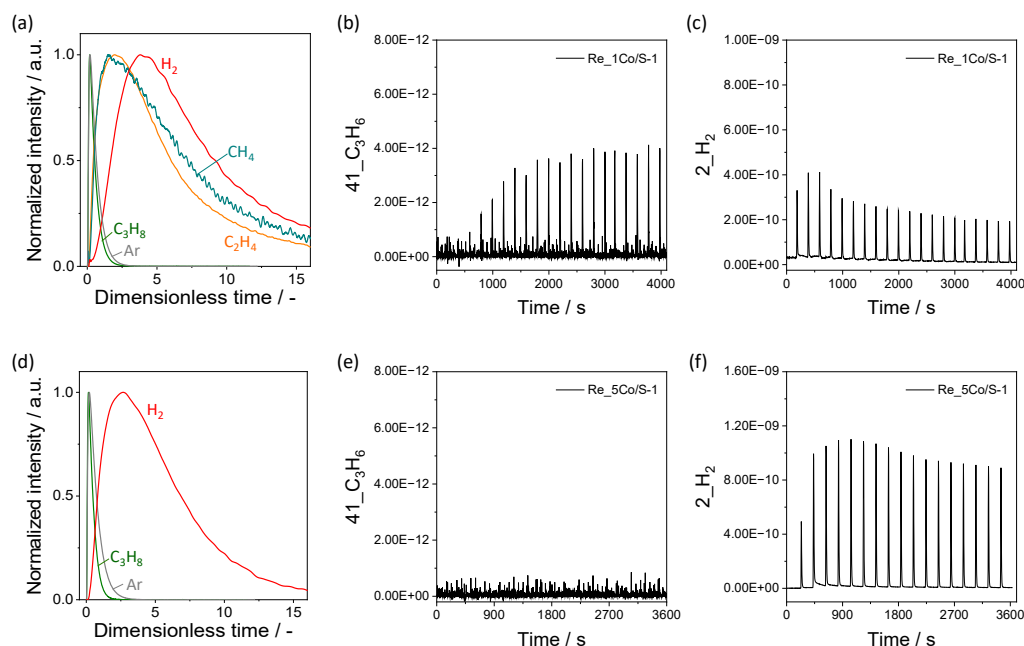 (a)
Normalized intensity / a.u.
1.0
0.5
0.0
H₂
CH₄
C₃H₈
Ar
C₂H₄
0 5 10 15
Dimensionless time / -
(b)
41_C₃H₆
8.00E−12
6.00E−12
4.00E−12
2.00E−12
0.00E+00
Re_1Co/S-1
0 1000 2000 3000 4000
Time / s
(c)
2_H₂
1.00E−09
8.00E−10
6.00E−10
4.00E−10
2.00E−10
0.00E+00
Re_1Co/S-1
0 1000 2000 3000 4000
Time / s
(d)
Normalized intensity / a.u.
1.0
0.5
0.0
H₂
C₃H₈
Ar
0 5 10 15
Dimensionless time / -
(e)
41_C₃H₆
8.00E−12
6.00E−12
4.00E−12
2.00E−12
0.00E+00
Re_5Co/S-1
0 900 1800 2700 3600
Time / s
(f)
2_H₂
1.60E−09
1.20E−09
8.00E−10
4.00E−10
0.00E+00
Re_5Co/S-1
0 900 1800 2700 3600
Time / s